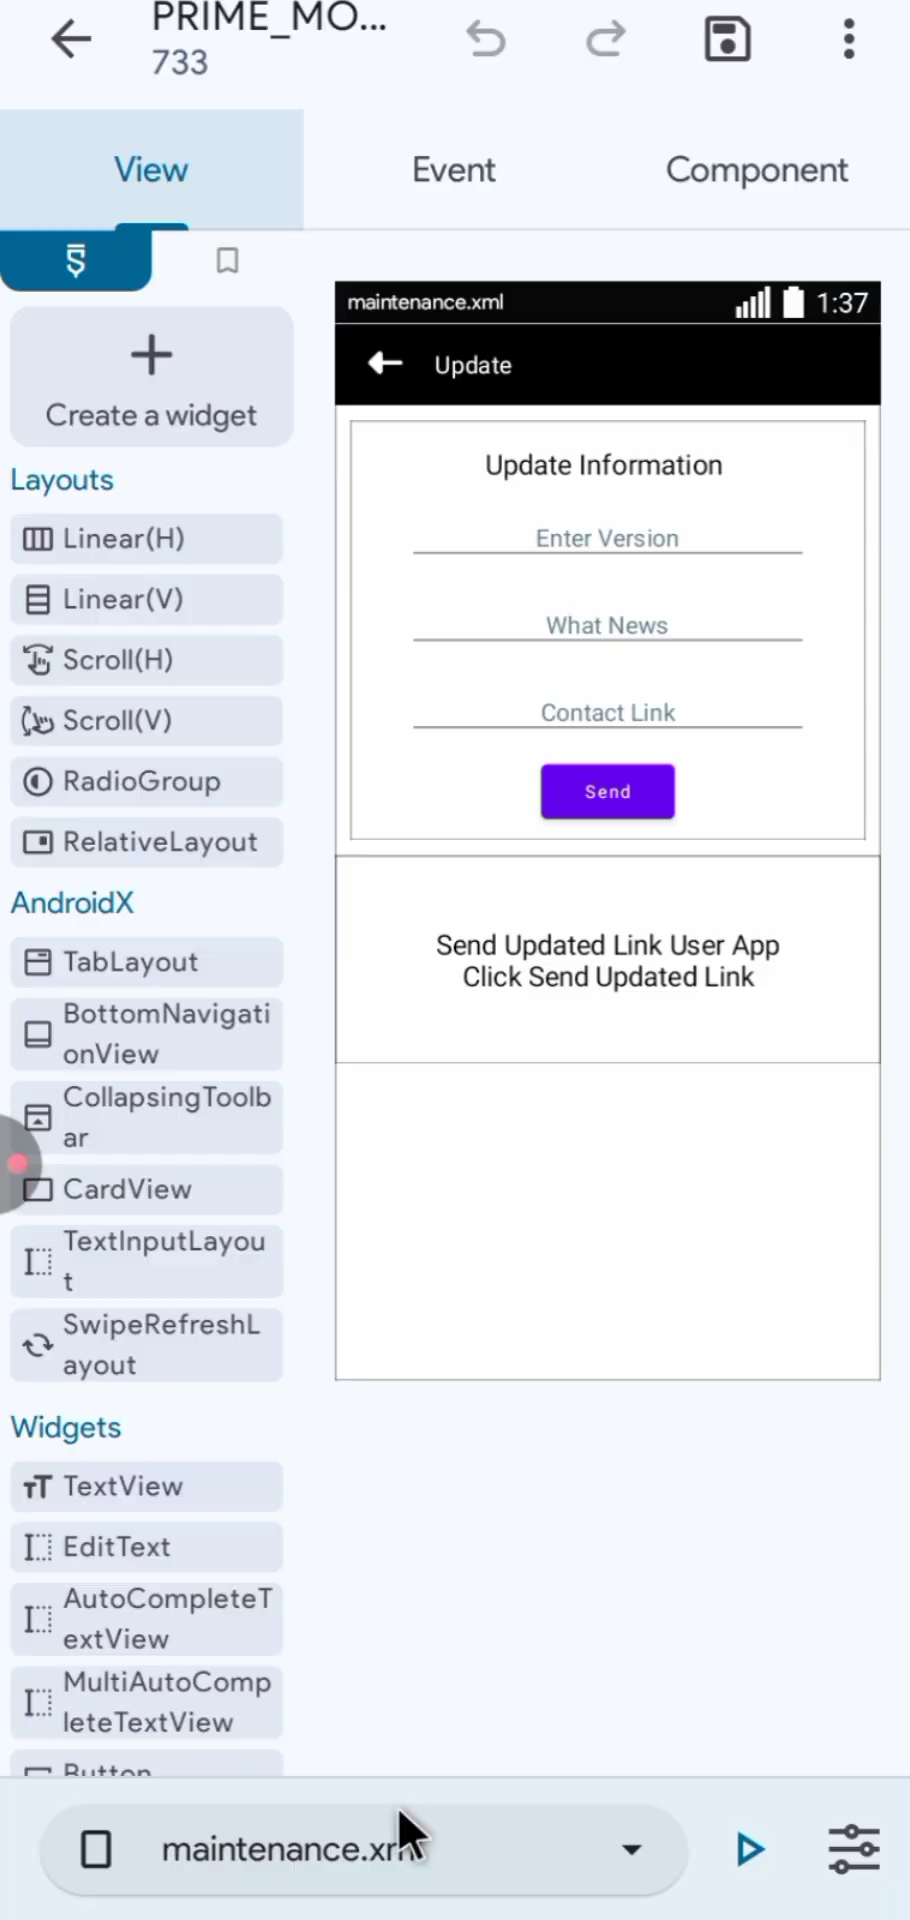 PRIME_MO...
733
View
Event
Component
Create a widget
Layouts
Linear(H)
Linear(V)
Scroll(H)
Scroll(V)
RadioGroup
RelativeLayout
AndroidX
TabLayout
BottomNavigati
onView
CollapsingToolb
ar
CardView
TextInputLayou
t
SwipeRefreshL
ayout
Widgets
TextView
EditText
AutoCompleteT
extView
MultiAutoComp
leteTextView
Button
maintenance.xml 1:37
Update
Update Information
Enter Version
What News
Contact Link
Send
Send Updated Link User App
Click Send Updated Link
maintenance.xml